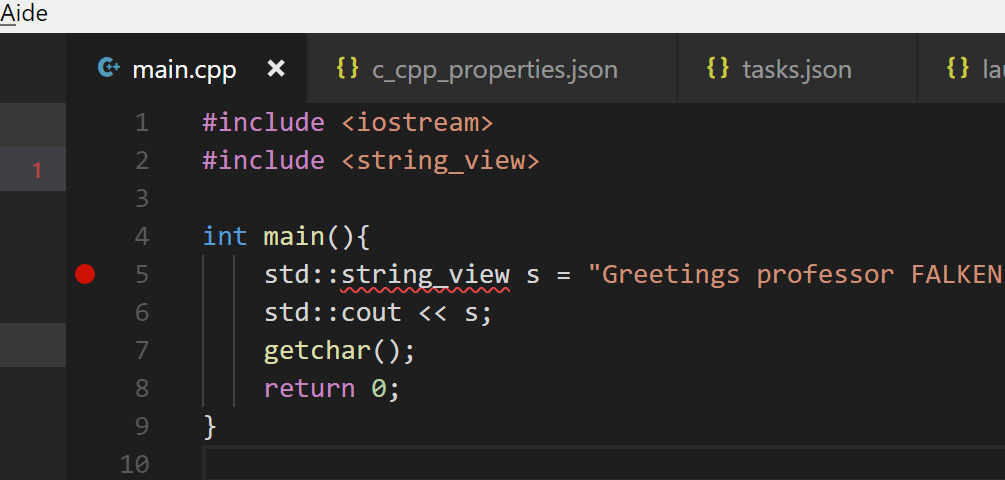 Aide
main.cpp c_cpp_properties.json tasks.json
1 #include <iostream>
2 #include <string_view>
1
3
4 int main(){
5 std::string_view s = "Greetings professor FALKEN
6 std::cout << s;
7 getchar();
8 return 0;
9 }
10